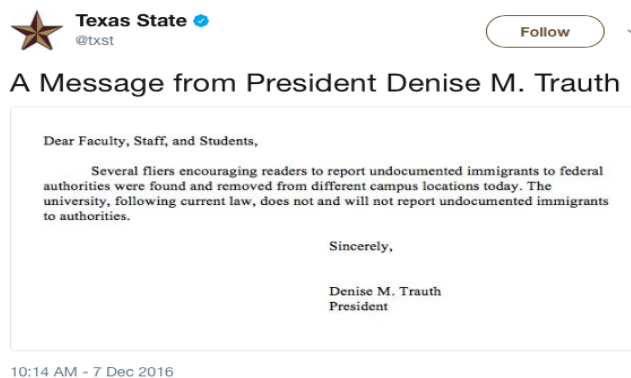 Texas State
@txst
Follow
A Message from President Denise M. Trauth
Dear Faculty, Staff, and Students,
Several fliers encouraging readers to report undocumented immigrants to federal
authorities were found and removed from different campus locations today. The
university, following current law, does not and will not report undocumented immigrants
to authorities.
Sincerely,
Denise M. Trauth
President
10:14 AM - 7 Dec 2016